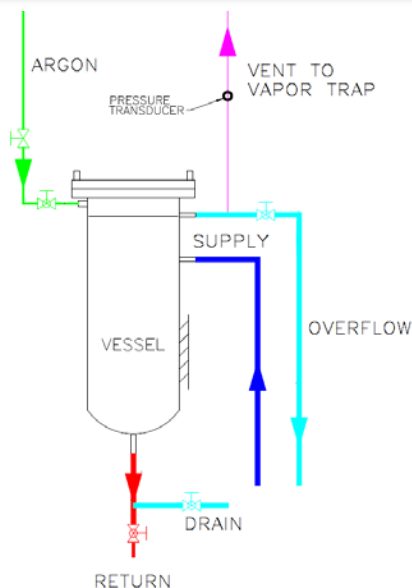 ARGON
PRESSURE
TRANSDUCER
VENT TO
VAPOR TRAP
SUPPLY
VESSEL
OVERFLOW
DRAIN
RETURN